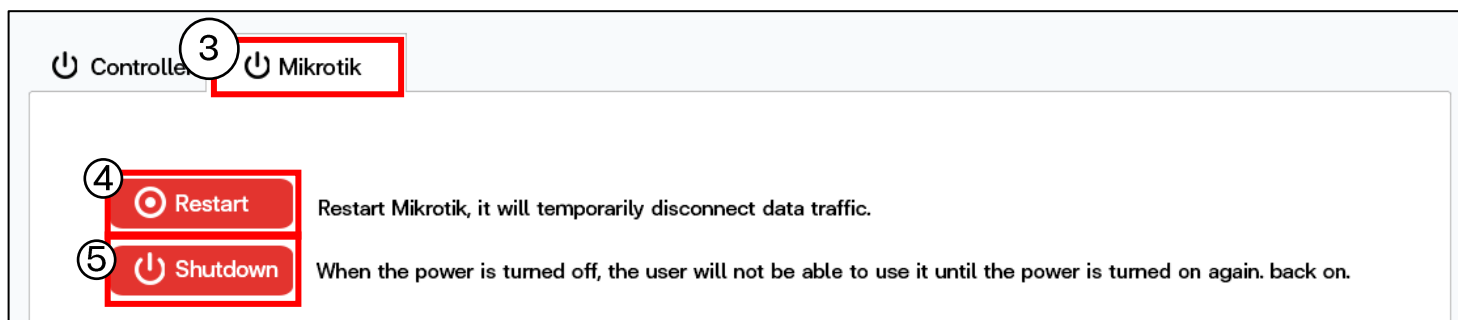 Controller ③ Mikrotik
④ Restart Restart Mikrotik, it will temporarily disconnect data traffic.
⑤ Shutdown When the power is turned off, the user will not be able to use it until the power is turned on again. back on.